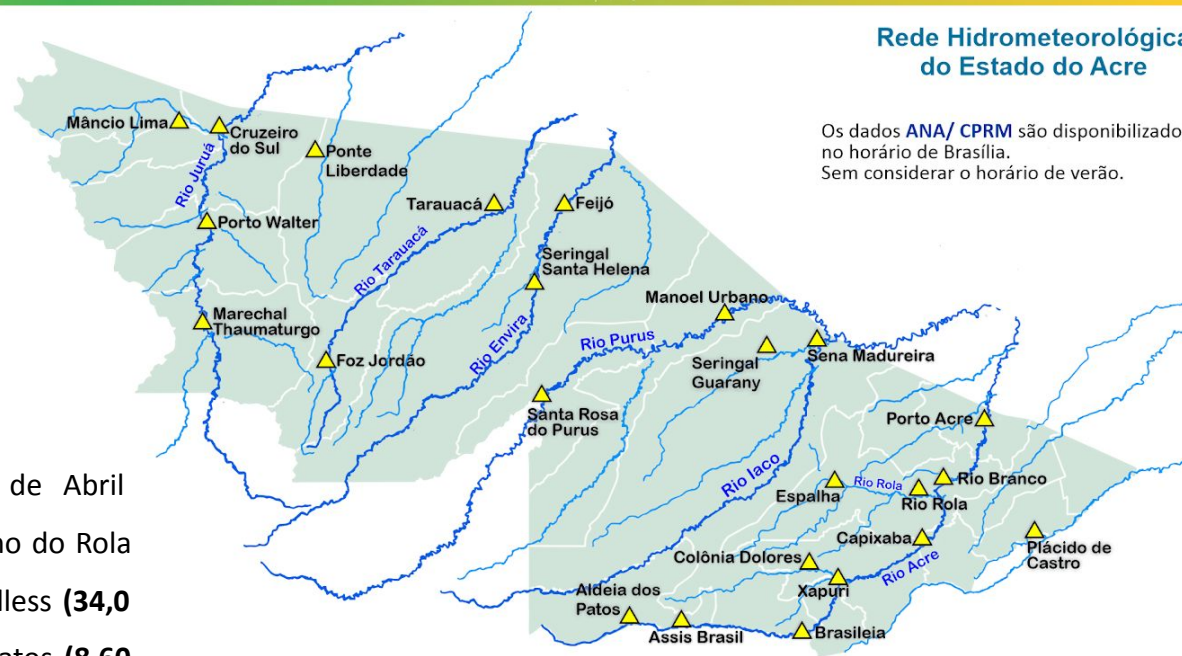 Rede Hidrometeorológica
do Estado do Acre
Os dados ANA/ CPRM são disponibilizado
no horário de Brasília.
Sem considerar o horário de verão.
Mâncio Lima
Cruzeiro
do Sul
Ponte
Liberdade
Rio Juruá
Porto Walter
Tarauacá
Feijó
Rio Tarauacá
Seringal
Santa Helena
Marechal
Thaumaturgo
Foz Jordão
Rio Envira
Manoel Urbano
Rio Purus
Seringal
Guarany
Sena Madureira
Santa Rosa
do Purus
Porto Acre
Rio Iaco
Espalha
Rio Rola
Rio Rola
Rio Branco
Capixaba
Plácido de
Castro
Colônia Dolores
Rio Acre
Xapuri
Aldeia dos
Patos
Assis Brasil
Brasileia
de Abril
no do Rola
lless (34,0
atos (8,60